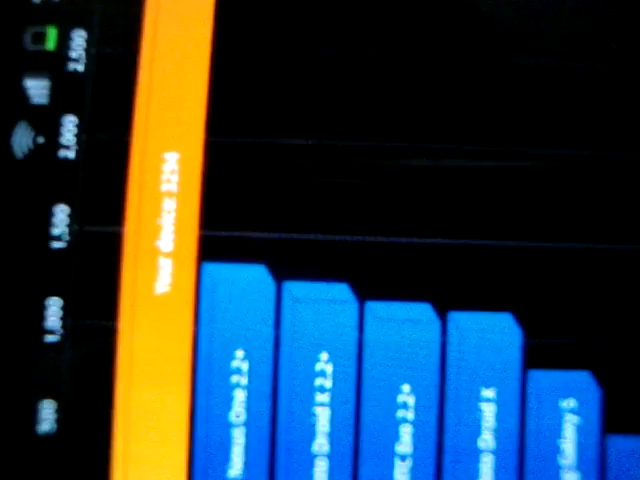 500
1,000
1,500
2,000
2,500
Your device 3294
One 2.2+
Droid X 2.2+
Evo 2.2+
Droid X
Galaxy S